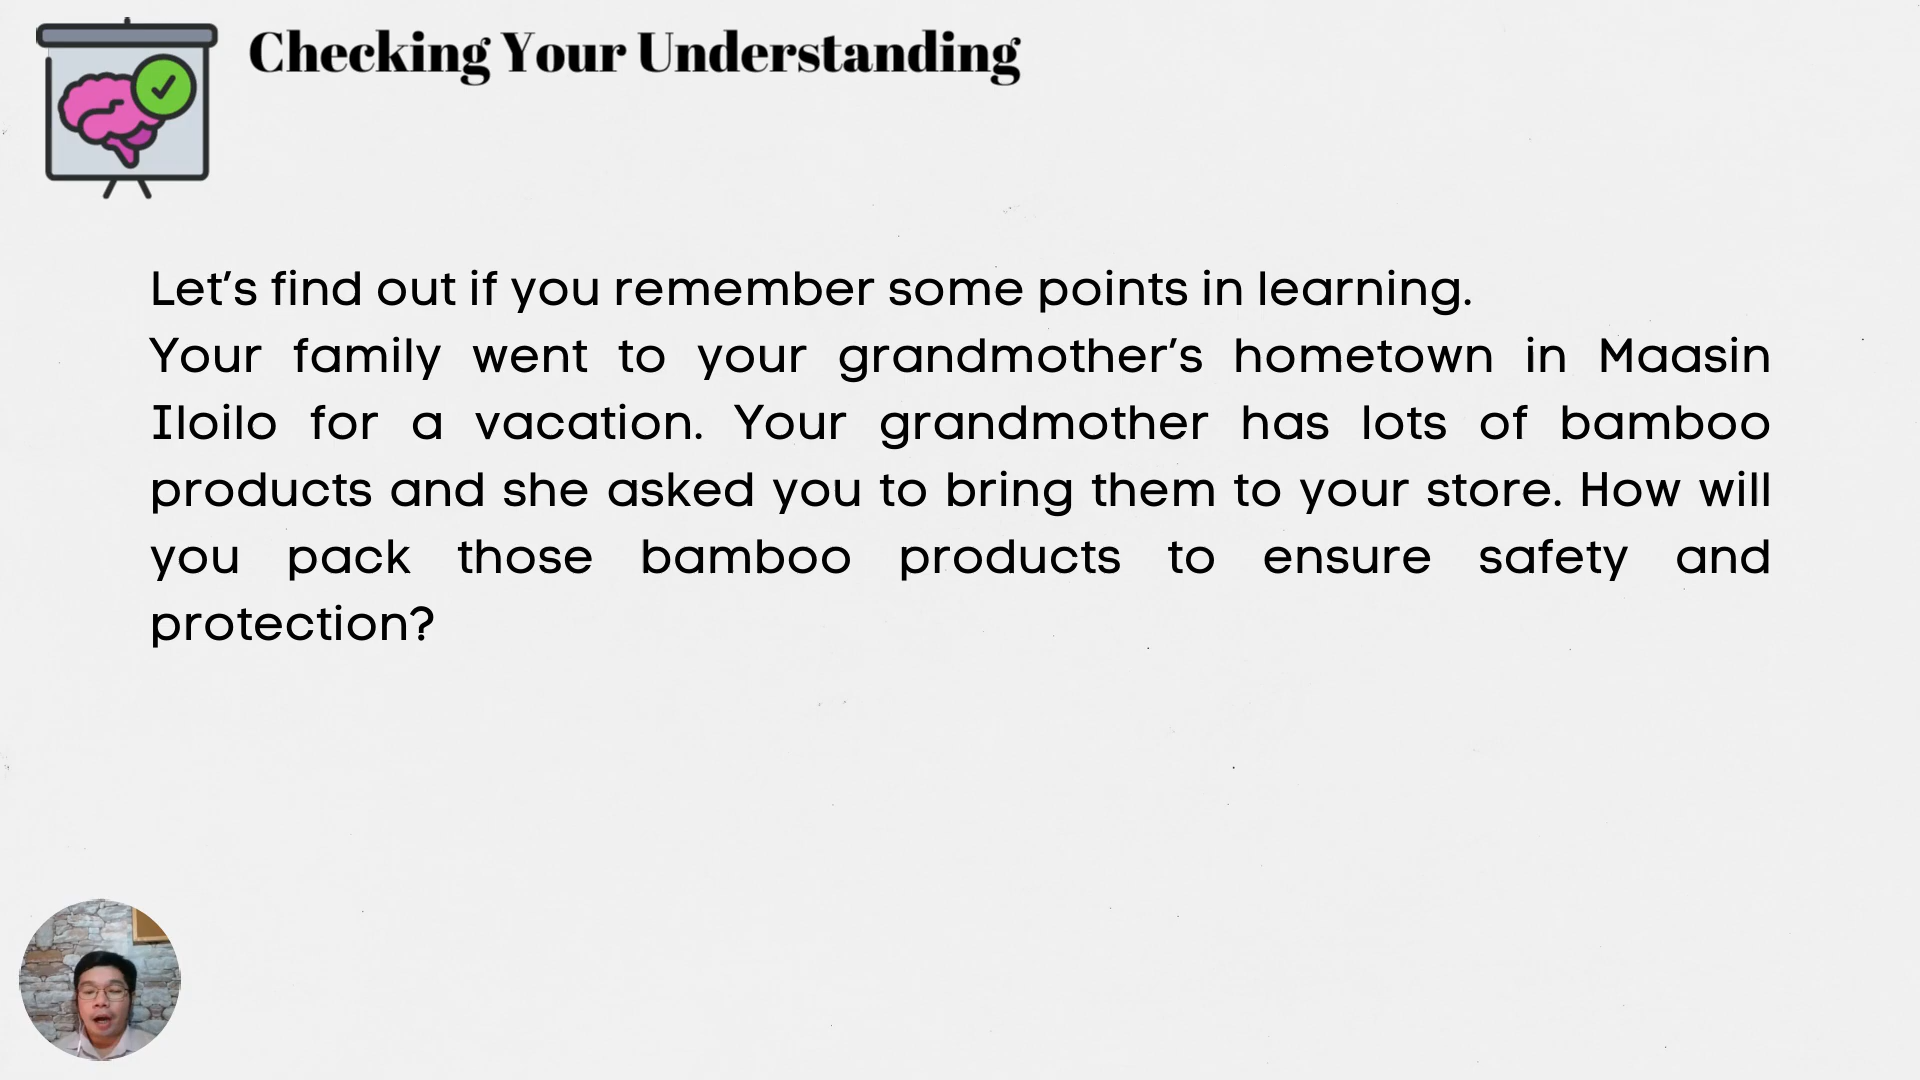 Checking Your Understanding
Let’s find out if you remember some points in learning.
Your family went to your grandmother’s hometown in Maasin
Iloilo for a vacation. Your grandmother has lots of bamboo
products and she asked you to bring them to your store. How will
you pack those bamboo products to ensure safety and
protection?